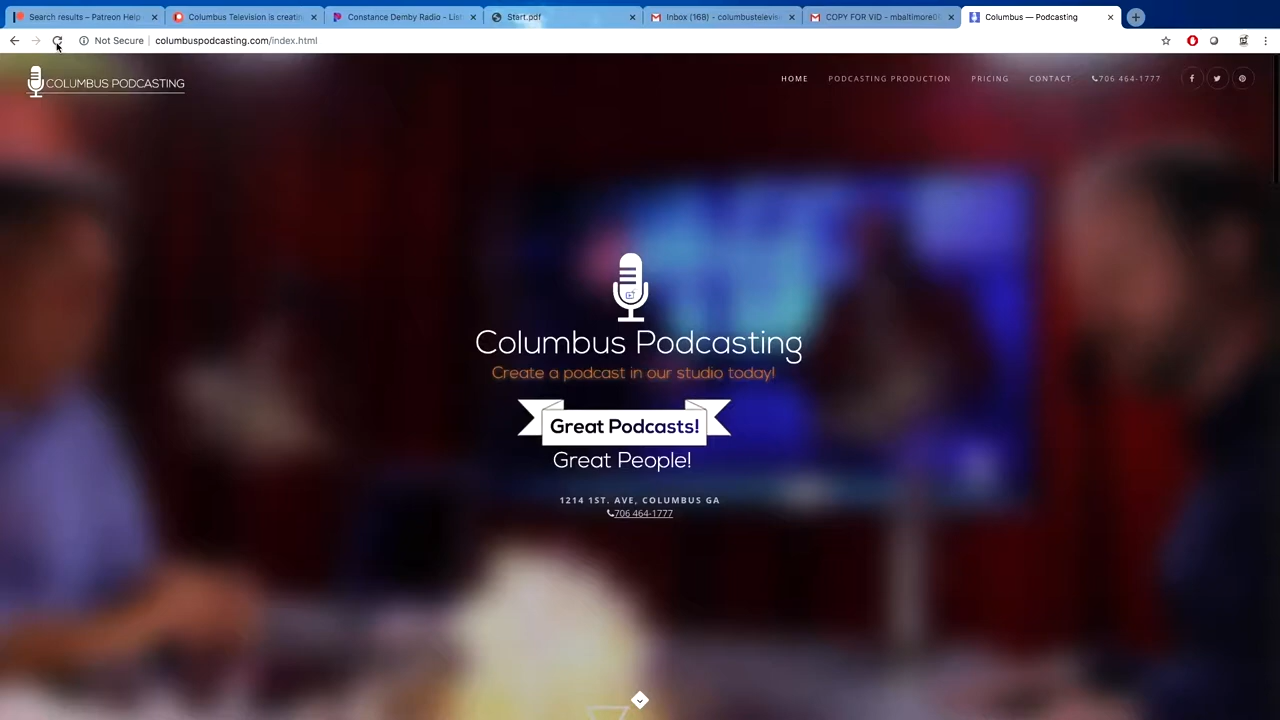 Search results – Patreon Help
Columbus Television is creatin
Constance Demby Radio - List
Start.pdf
Inbox (168) - columbustelevis
COPY FOR VID - mbaltimore0
Columbus — Podcasting
Not Secure
columbuspodcasting.com/index.html
COLUMBUS PODCASTING
HOME
PODCASTING PRODUCTION
PRICING
CONTACT
706 464-1777
Columbus Podcasting
Create a podcast in our studio today!
Great Podcasts!
Great People!
1214 1ST. AVE, COLUMBUS GA
706 464-1777